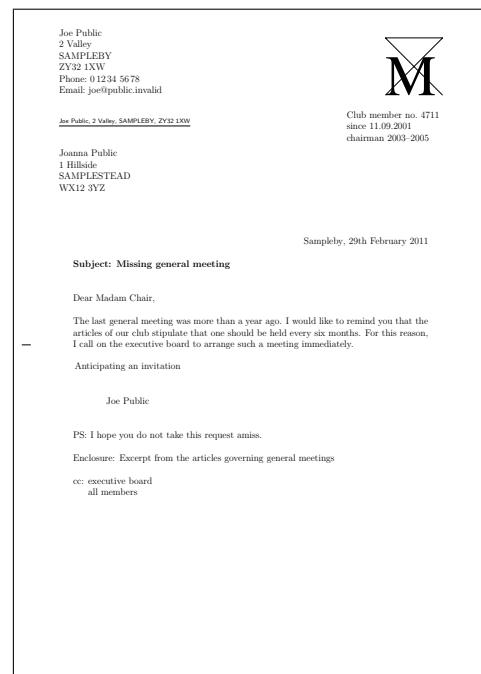 Joe Public
2 Valley
SAMPLEBY
ZY32 1XW
Phone: 0 12 34 56 78
Email: joe@public.invalid
M
Joe Public, 2 Valley, SAMPLEBY, ZY32 1XW
Club member no. 4711
since 11.09.2001
chairman 2003–2005
Joanna Public
1 Hillside
SAMPLESTEAD
WX12 3YZ
Sampleby, 29th February 2011
Subject: Missing general meeting
Dear Madam Chair,
The last general meeting was more than a year ago. I would like to remind you that the
articles of our club stipulate that one should be held every six months. For this reason,
I call on the executive board to arrange such a meeting immediately.
Anticipating an invitation
Joe Public
PS: I hope you do not take this request amiss.
Enclosure: Excerpt from the articles governing general meetings
cc: executive board
all members